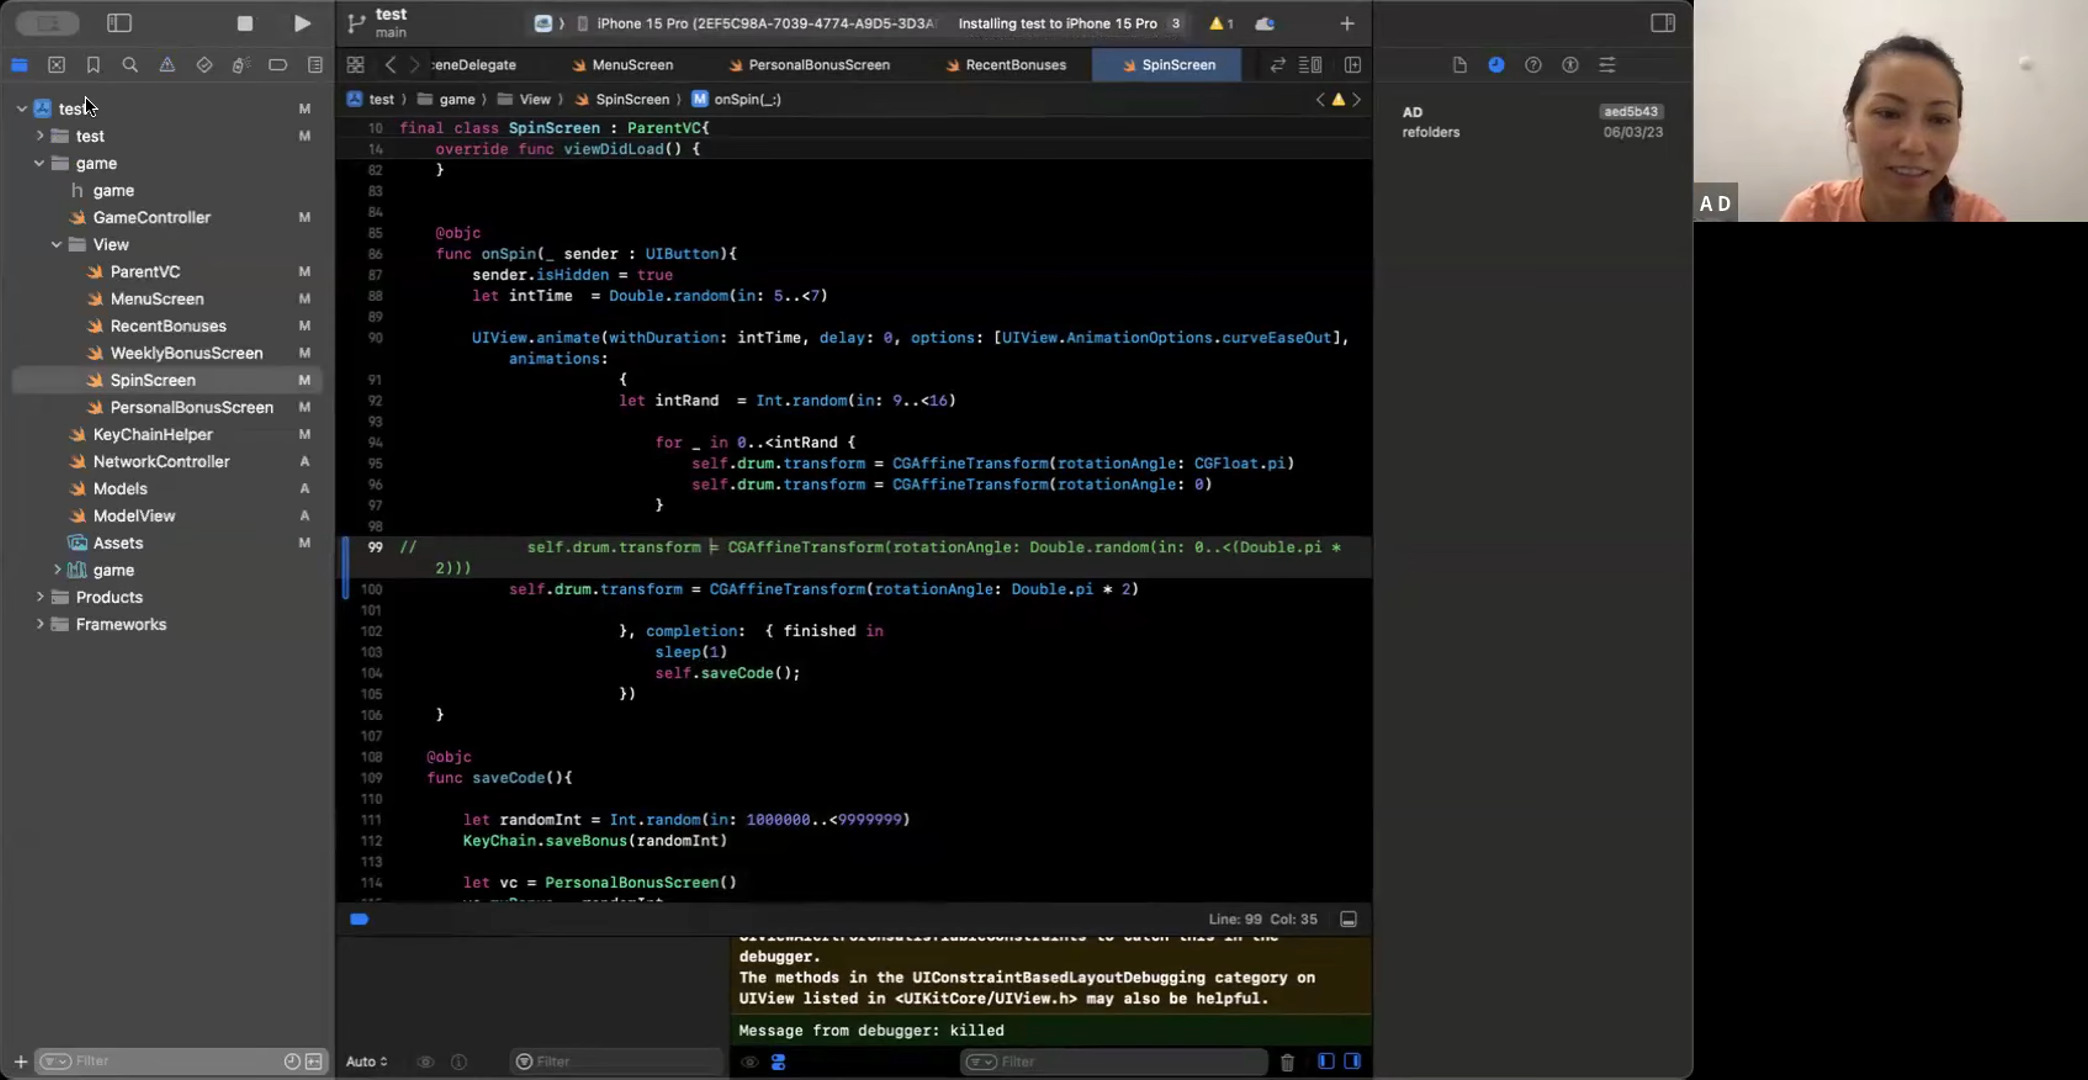 test
main
iPhone 15 Pro (2EF5C98A-7039-4774-A9D5-3D3A
Installing test to iPhone 15 Pro
3
1
ceneDelegate
MenuScreen
PersonalBonusScreen
RecentBonuses
SpinScreen
test
game
View
SpinScreen
M
onSpin(_:)
test
M
test
M
game
h
game
GameController
M
View
ParentVC
M
MenuScreen
M
RecentBonuses
M
WeeklyBonusScreen
M
SpinScreen
M
PersonalBonusScreen
M
KeyChainHelper
M
NetworkController
A
Models
A
ModelView
A
Assets
M
game
Products
Frameworks
Filter
10 final class SpinScreen : ParentVC{
14 override func viewDidLoad() {
82 }
83
84
85 @objc
86 func onSpin(_ sender : UIButton){
87 sender.isHidden = true
88 let intTime  = Double.random(in: 5..<7)
89
90 UIView.animate(withDuration: intTime, delay: 0, options: [UIView.AnimationOptions.curveEaseOut],
animations:
91 {
92 let intRand  = Int.random(in: 9..<16)
93
94 for _ in 0..<intRand {
95 self.drum.transform = CGAffineTransform(rotationAngle: CGFloat.pi)
96 self.drum.transform = CGAffineTransform(rotationAngle: 0)
97 }
98
99 // self.drum.transform = CGAffineTransform(rotationAngle: Double.random(in: 0..<(Double.pi *
2)))
100 self.drum.transform = CGAffineTransform(rotationAngle: Double.pi * 2)
101
102 }, completion:  { finished in
103 sleep(1)
104 self.saveCode();
105 })
106 }
107
108 @objc
109 func saveCode(){
110
111 let randomInt = Int.random(in: 1000000..<9999999)
112 KeyChain.saveBonus(randomInt)
113
114 let vc = PersonalBonusScreen()
Line: 99 Col: 35
debugger.
The methods in the UIConstraintBasedLayoutDebugging category on
UIView listed in <UIKitCore/UIView.h> may also be helpful.
Message from debugger: killed
Auto
Filter
Filter
AD
aed5b43
refolders
06/03/23
A D